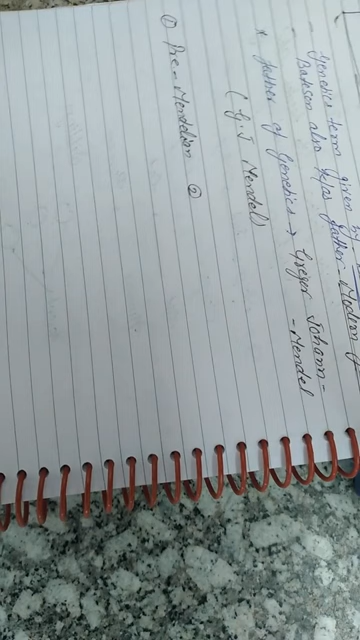 Genetics term given by
Bateson also k/as father Modern
* father of Genetics → Gregor Johann-
- Mendel
(G.J Mendel)
① Pre-Mendelian ②